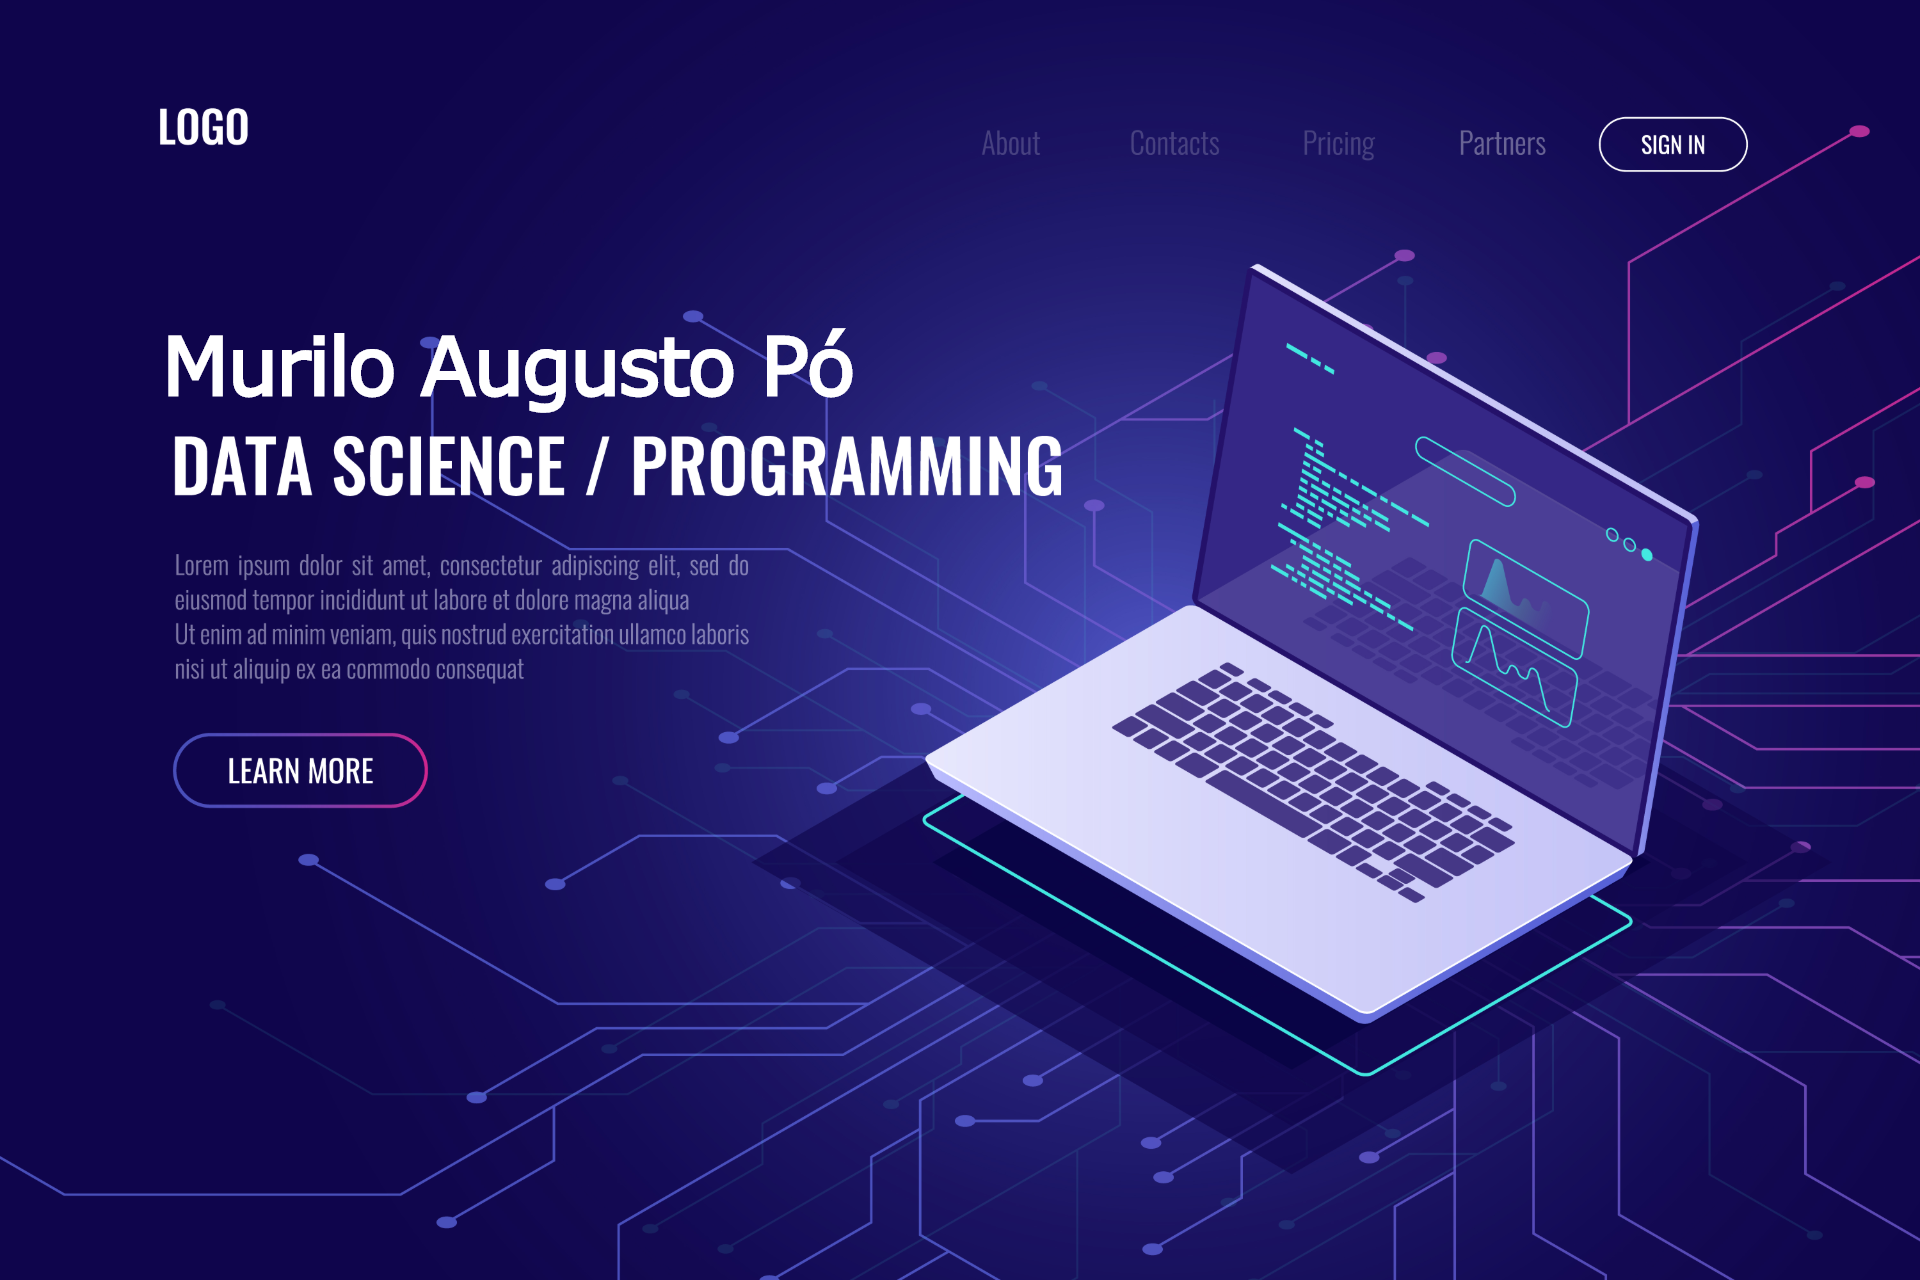 LOGO
About Contacts Pricing Partners SIGN IN
Murilo Augusto Pó
DATA SCIENCE / PROGRAMMING
Lorem ipsum dolor sit amet, consectetur adipiscing elit, sed do
eiusmod tempor incididunt ut labore et dolore magna aliqua
Ut enim ad minim veniam, quis nostrud exercitation ullamco laboris
nisi ut aliquip ex ea commodo consequat
LEARN MORE